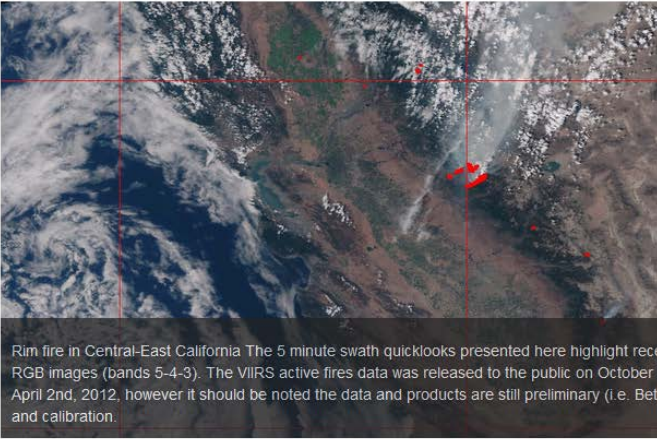 Rim fire in Central-East California The 5 minute swath quicklooks presented here highlight rece
RGB images (bands 5-4-3). The VIIRS active fires data was released to the public on October
April 2nd, 2012, however it should be noted the data and products are still preliminary (i.e. Bet
and calibration.